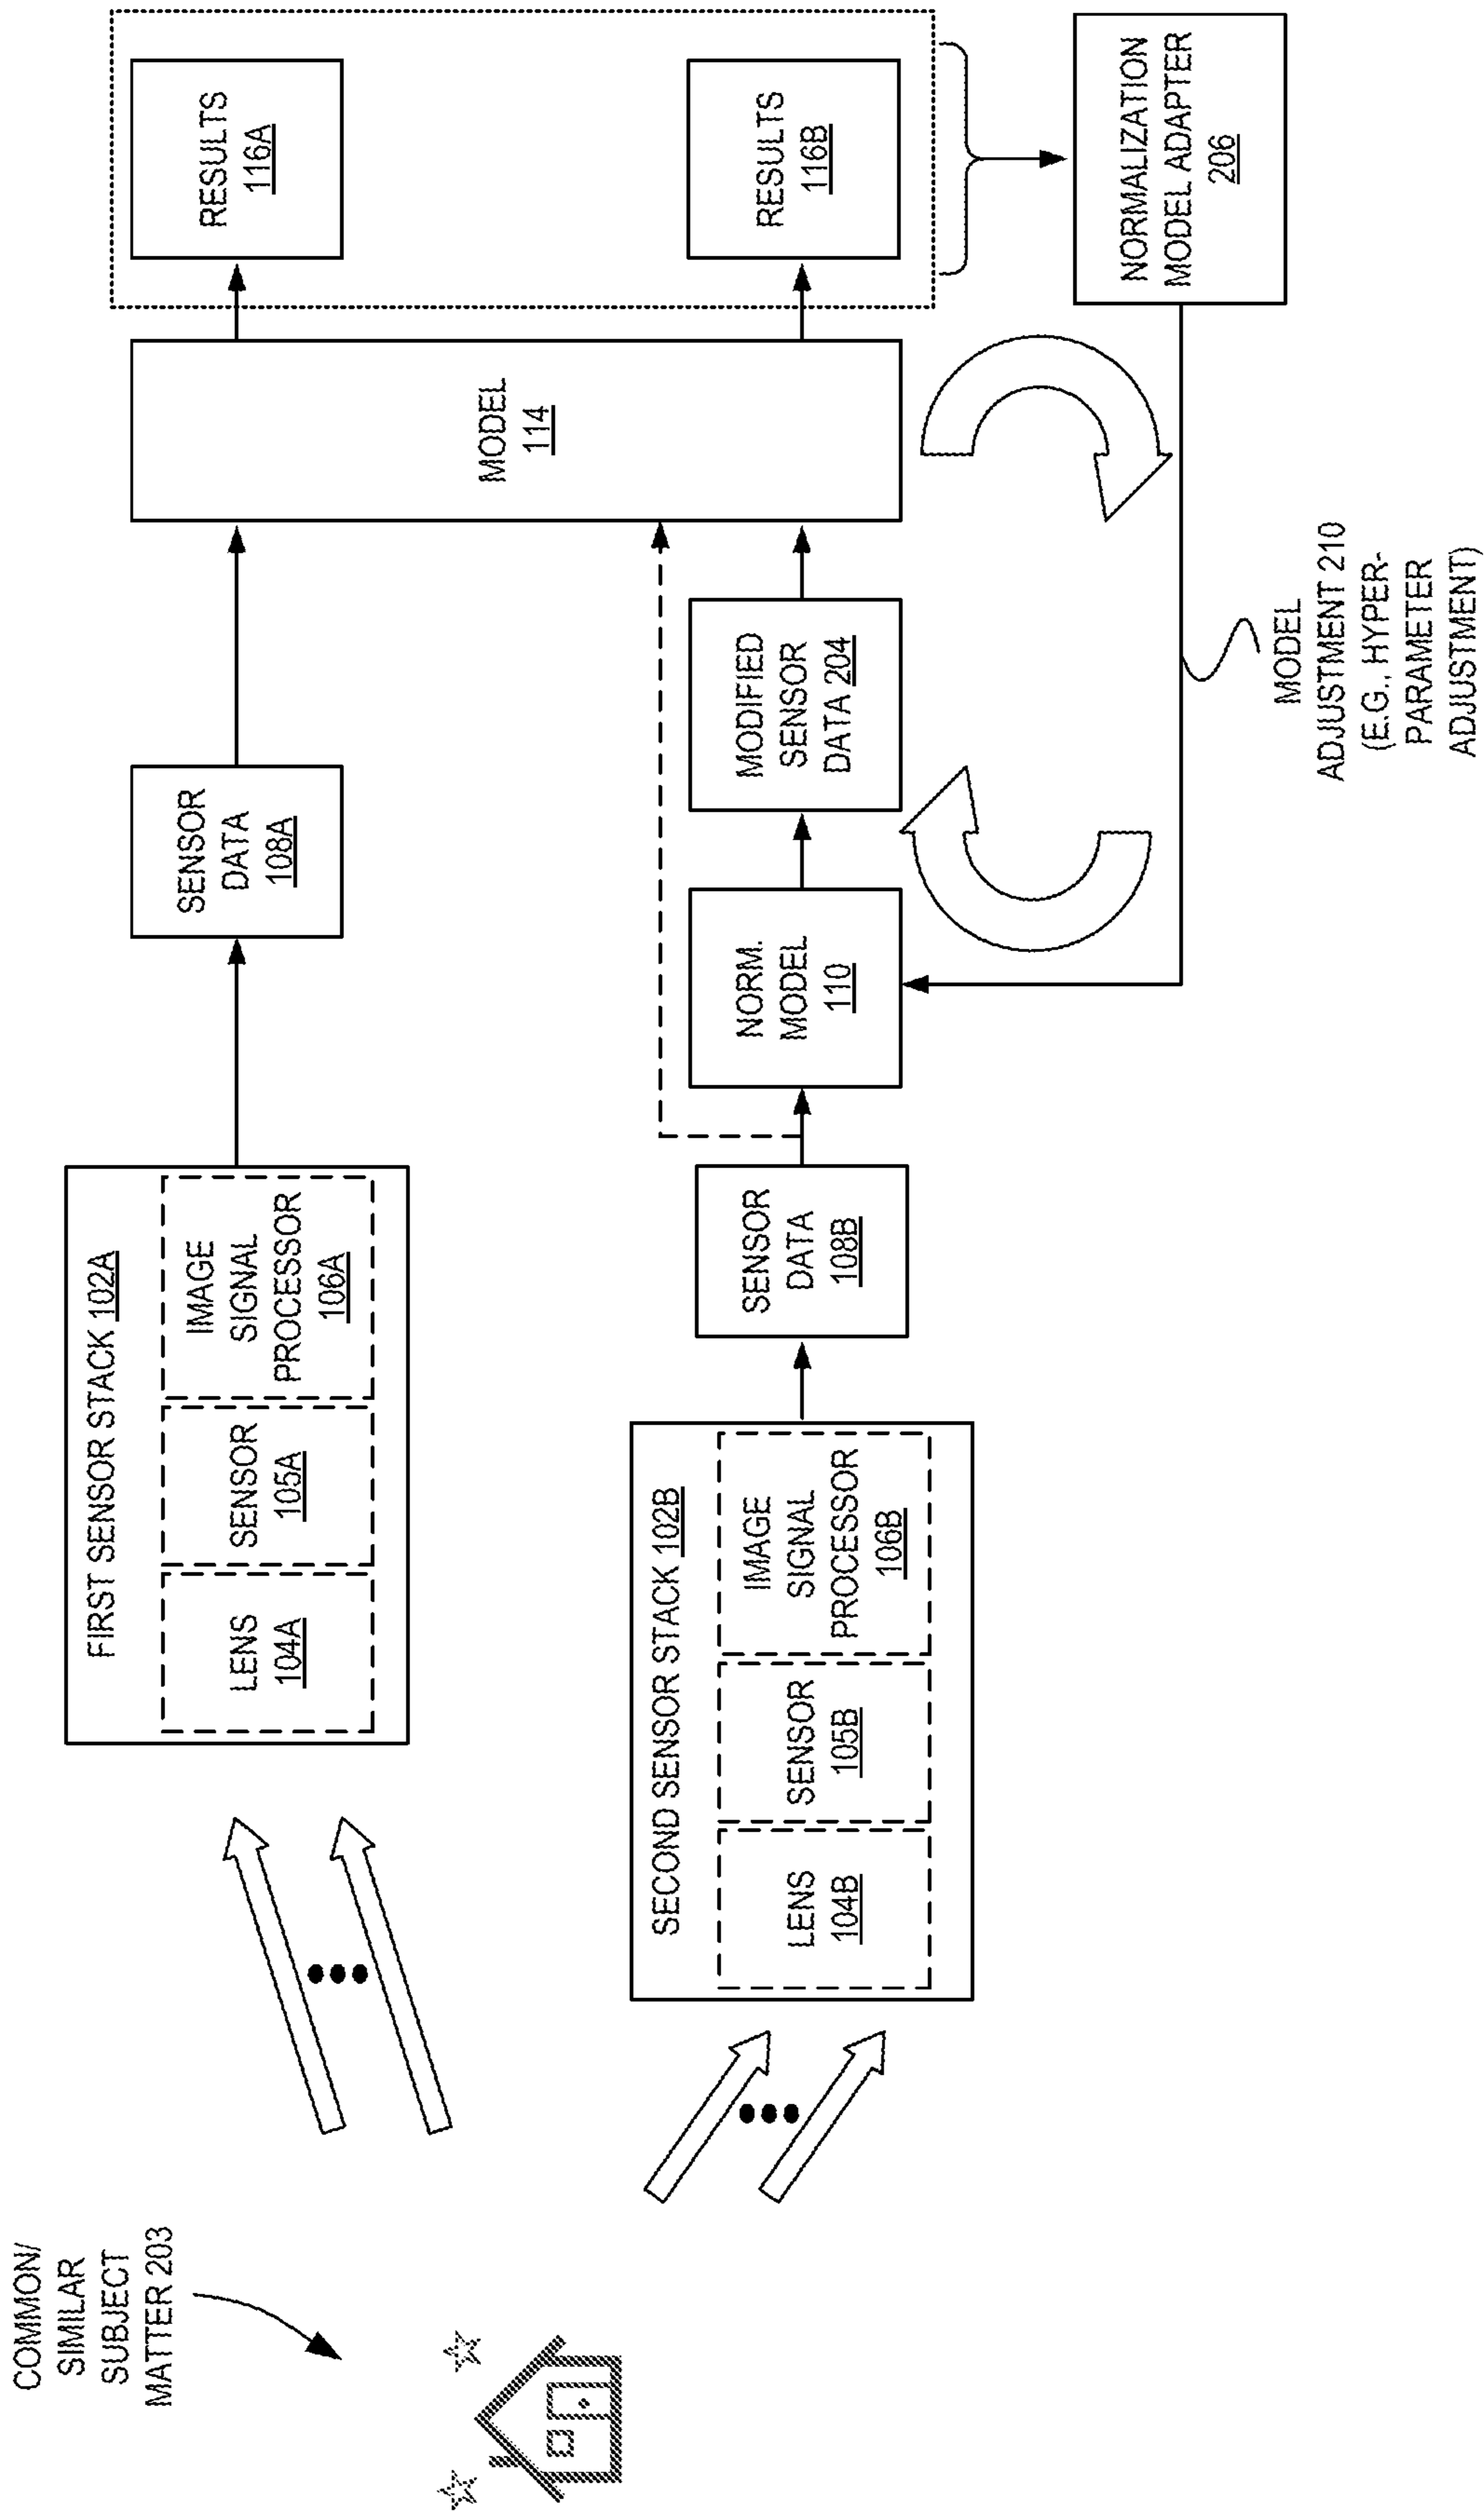 COMMON/
SIMILAR
SUBJECT
MATTER 203
FIRST SENSOR STACK 102A
LENS
104A
SENSOR
105A
IMAGE
SIGNAL
PROCESSOR
106A
SENSOR
DATA
108A
MODEL
114
RESULTS
116A
SECOND SENSOR STACK 102B
LENS
104B
SENSOR
105B
IMAGE
SIGNAL
PROCESSOR
106B
SENSOR
DATA
108B
NORM.
MODEL
110
MODIFIED
SENSOR
DATA 204
RESULTS
116B
NORMALIZATION
MODEL ADAPTER
206
MODEL
ADJUSTMENT 210
(E.G., HYPER-
PARAMETER
ADJUSTMENT)